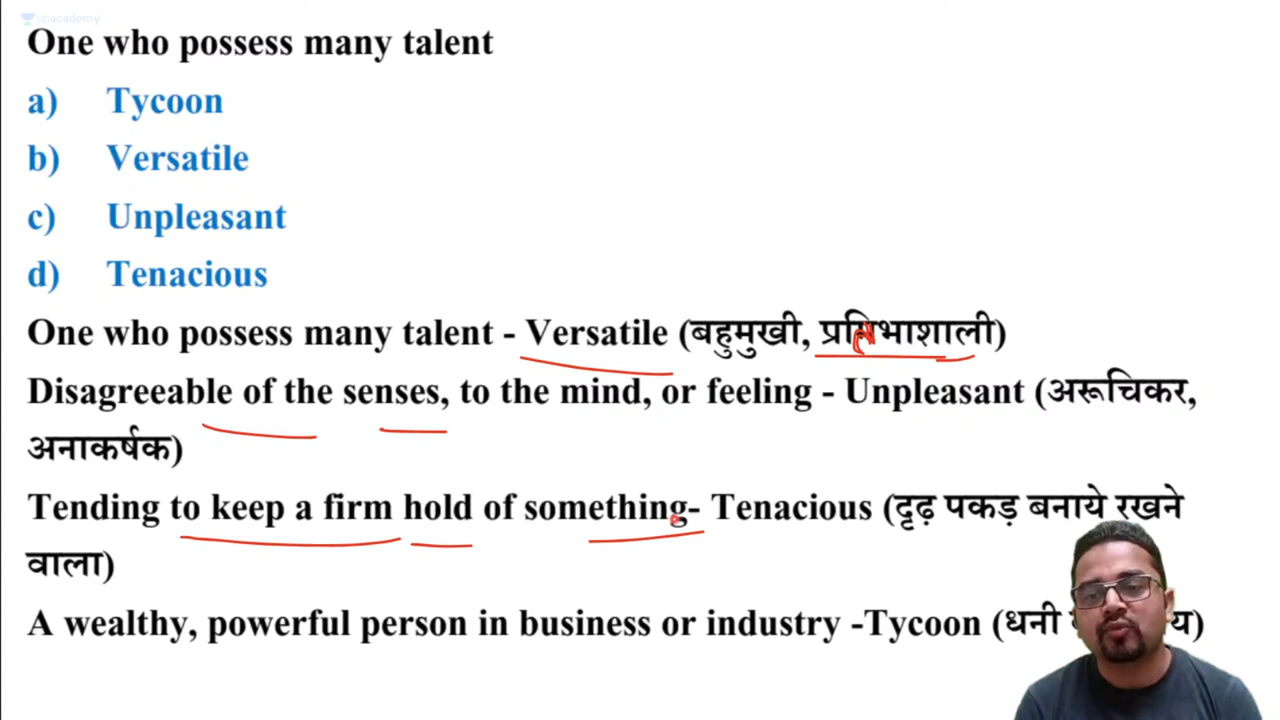 unacademy
One who possess many talent
a) Tycoon
b) Versatile
c) Unpleasant
d) Tenacious
One who possess many talent - Versatile (बहुमुखी, प्रतिभाशाली)
Disagreeable of the senses, to the mind, or feeling - Unpleasant (अरूचिकर,
अनाकर्षक)
Tending to keep a firm hold of something- Tenacious (दृढ़ पकड़ बनाये रखने
वाला)
A wealthy, powerful person in business or industry -Tycoon (धनी